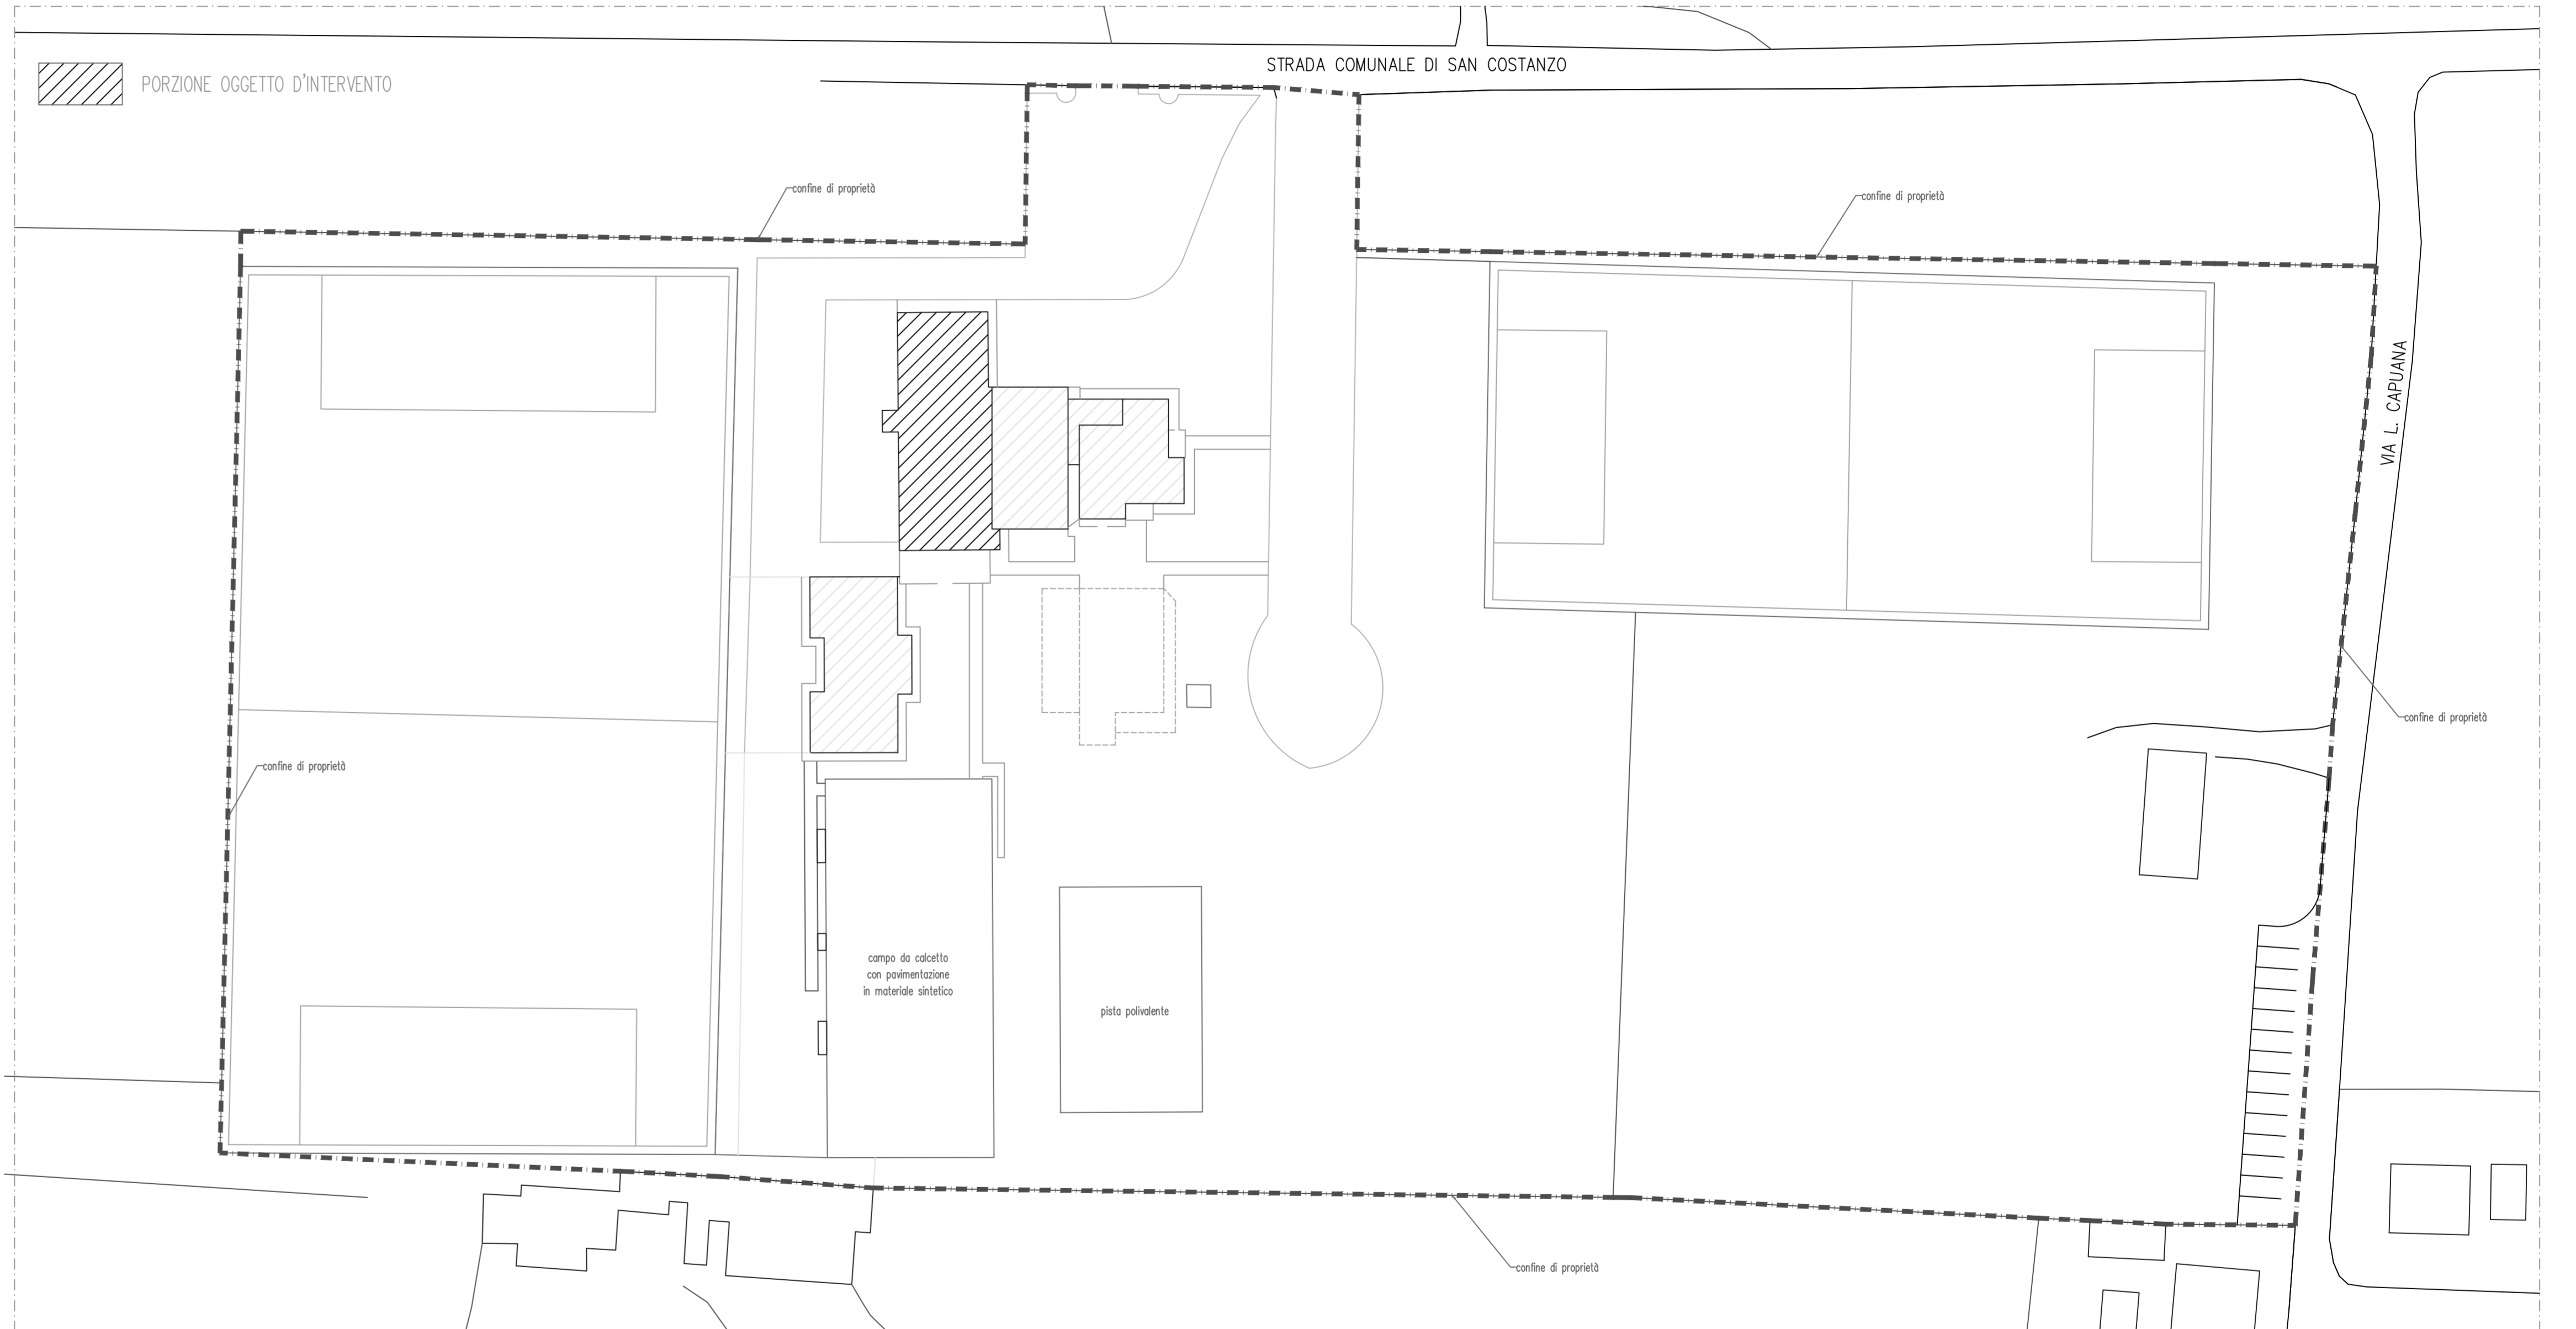 STRADA COMUNALE DI SAN COSTANZO
PORZIONE OGGETTO D'INTERVENTO
confine di proprietà
confine di proprietà
VIA L. CAPUANA
confine di proprietà
confine di proprietà
campo da calcetto
con pavimentazione
in materiale sintetico
pista polivalente
confine di proprietà